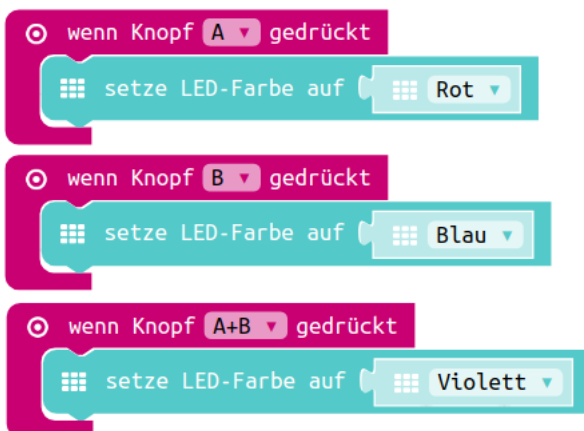 wenn Knopf A gedrückt
setze LED-Farbe auf Rot
wenn Knopf B gedrückt
setze LED-Farbe auf Blau
wenn Knopf A+B gedrückt
setze LED-Farbe auf Violett